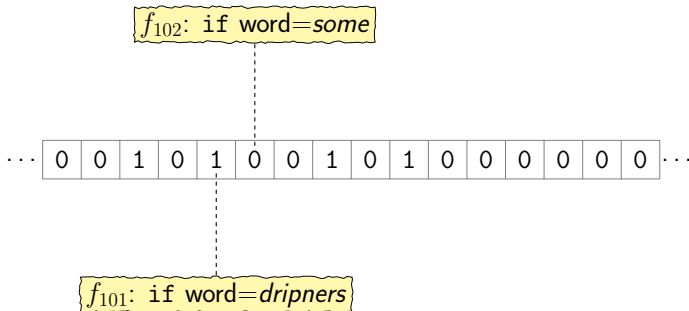 f₁₀₂: if word=some
··· 0 0 1 0 1 0 0 1 0 1 0 0 0 0 0 0 ···
f₁₀₁: if word=dripners